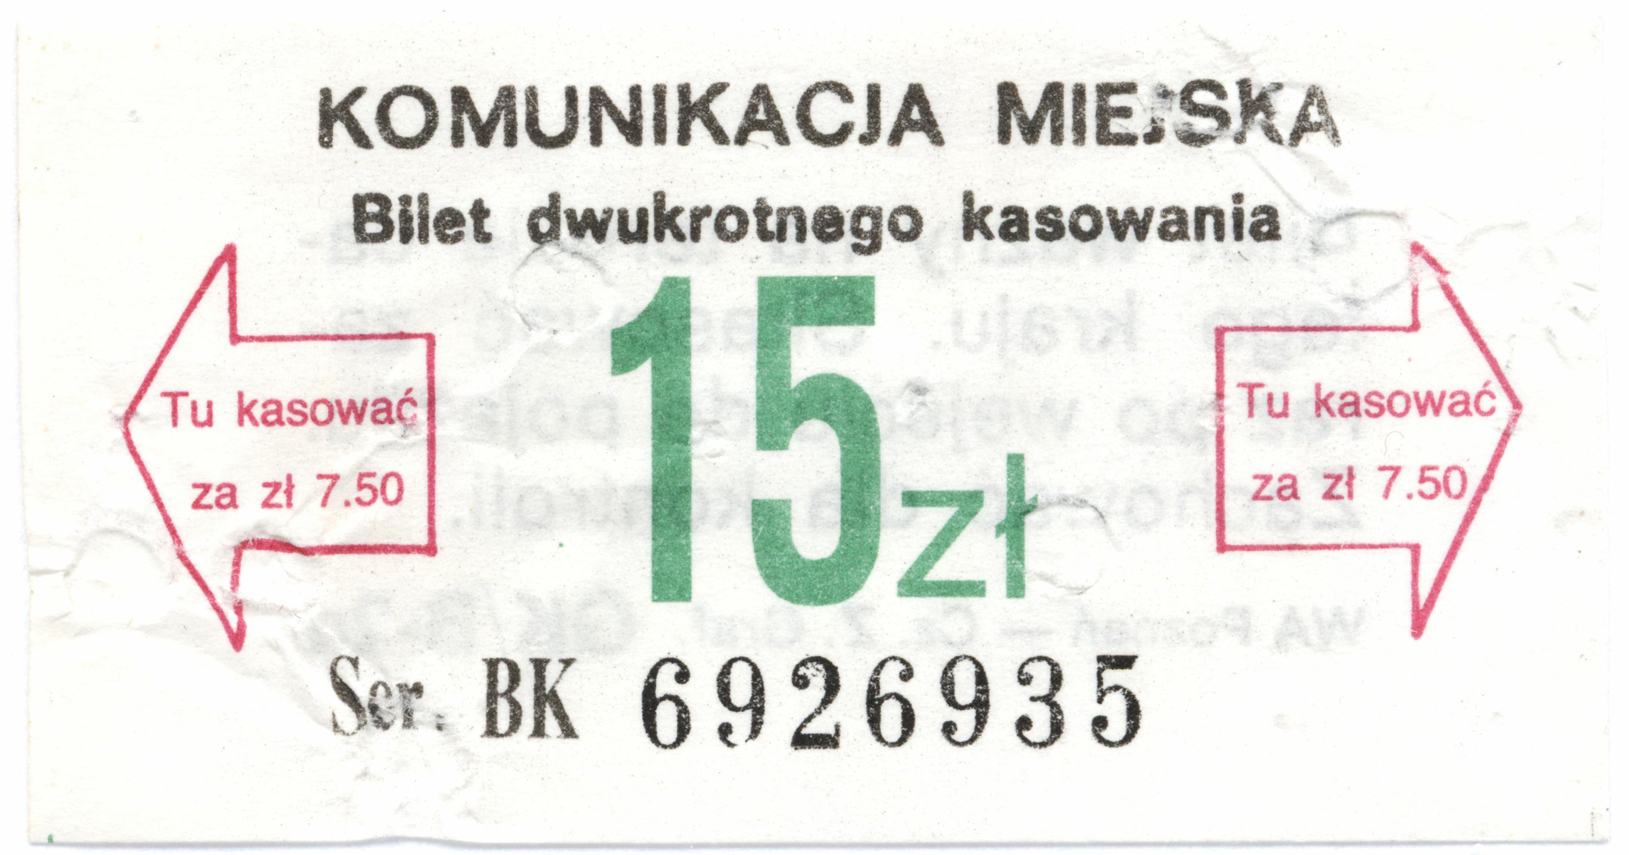 KOMUNIKACJA MIEJSKA
Bilet dwukrotnego kasowania
Tu kasować
za zł 7.50
15 zł
Tu kasować
za zł 7.50
Ser. BK 6926935